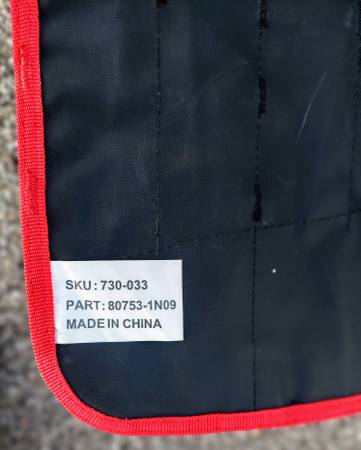 SKU: 730-033
PART: 80753-1N09
MADE IN CHINA